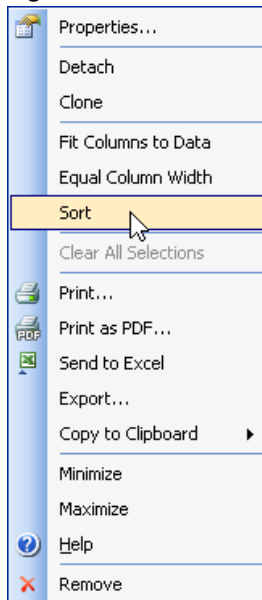 Properties...
Detach
Clone
Fit Columns to Data
Equal Column Width
Sort
Clear All Selections
Print...
Print as PDF...
Send to Excel
Export...
Copy to Clipboard
Minimize
Maximize
Help
Remove